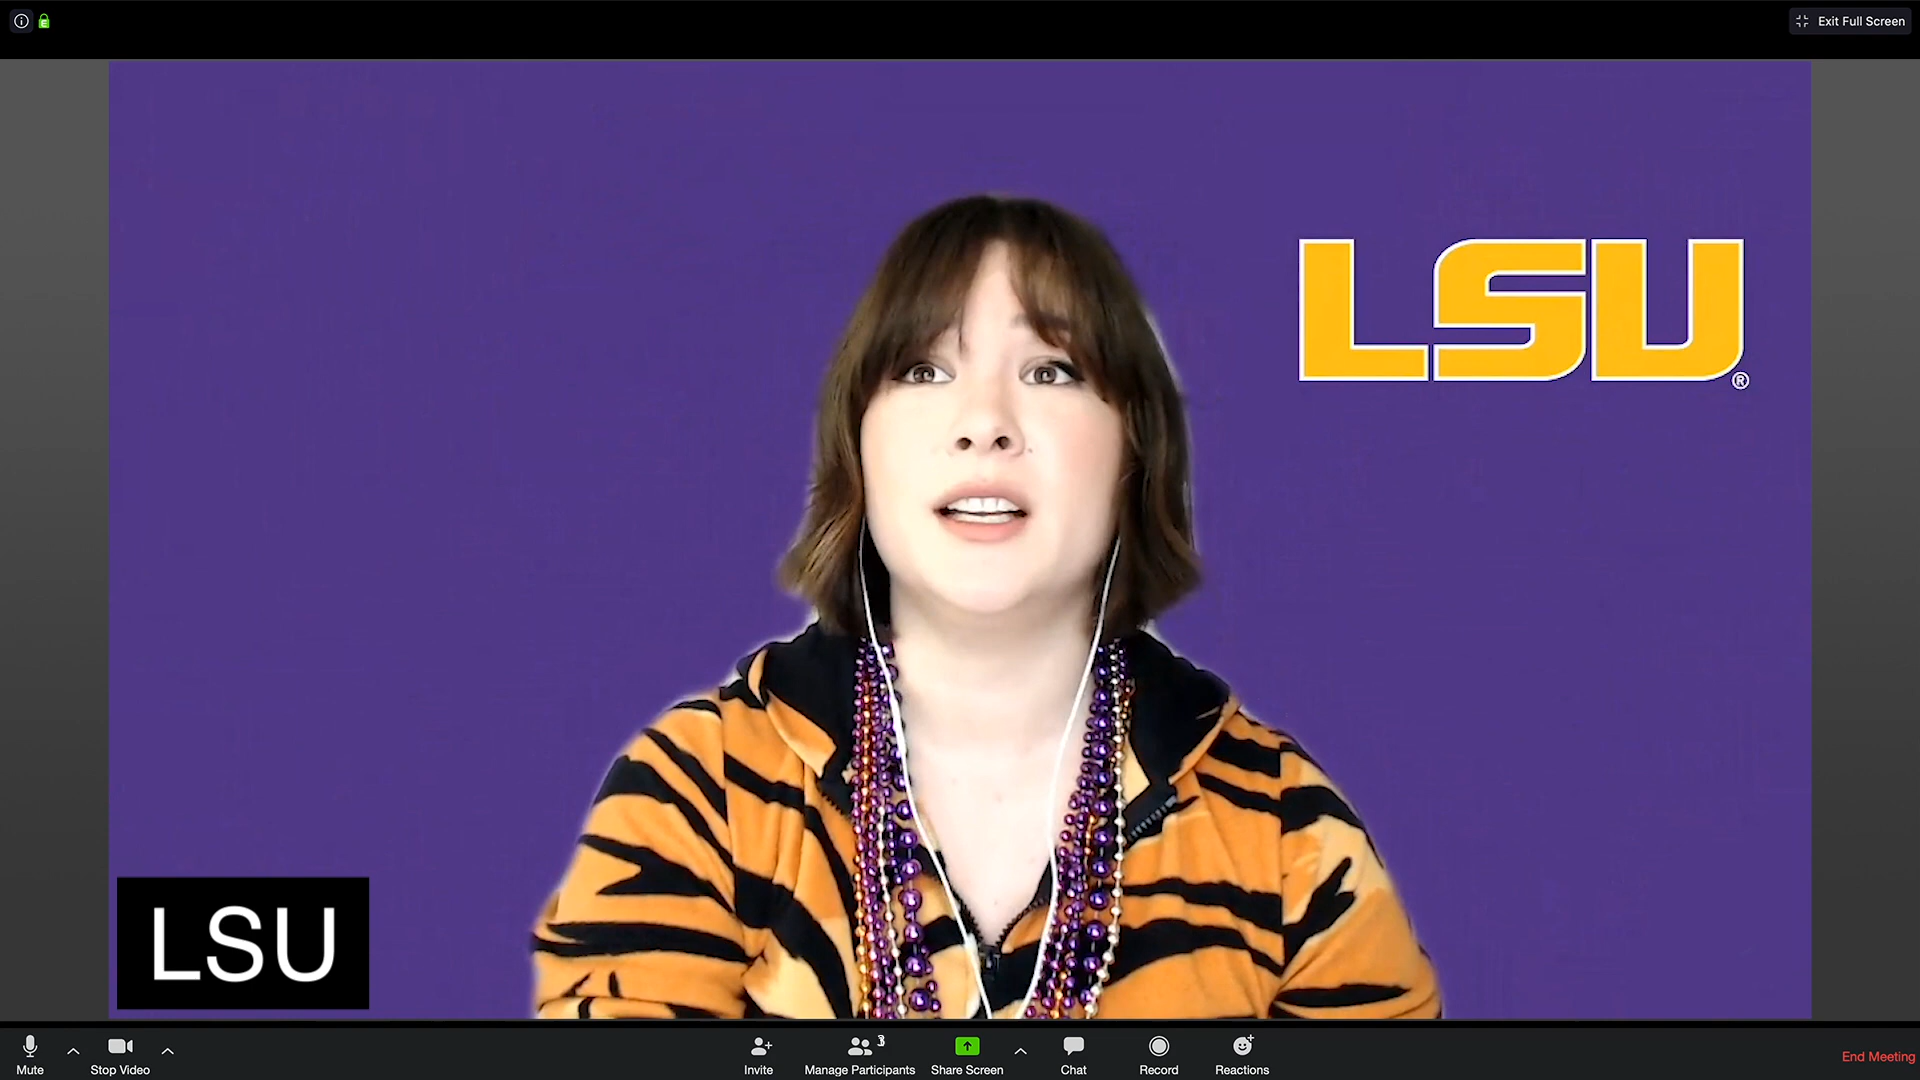 Exit Full Screen
LSU
®
LSU
Mute
Stop Video
Invite
Manage Participants
3
Share Screen
Chat
Record
Reactions
End Meeting